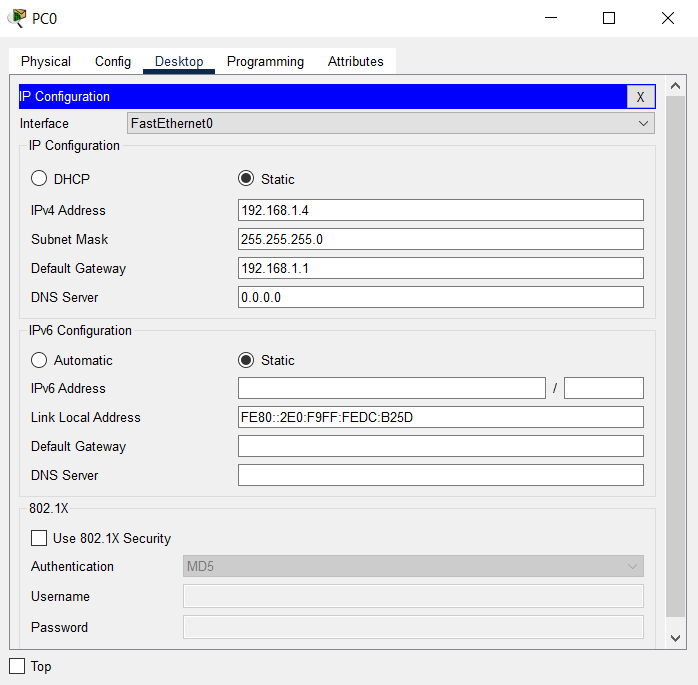 PC0
Physical Config Desktop Programming Attributes
IP Configuration X
Interface FastEthernet0
IP Configuration
DHCP Static
IPv4 Address 192.168.1.4
Subnet Mask 255.255.255.0
Default Gateway 192.168.1.1
DNS Server 0.0.0.0
IPv6 Configuration
Automatic Static
IPv6 Address /
Link Local Address FE80::2E0:F9FF:FEDC:B25D
Default Gateway
DNS Server
802.1X
Use 802.1X Security
Authentication MD5
Username
Password
Top